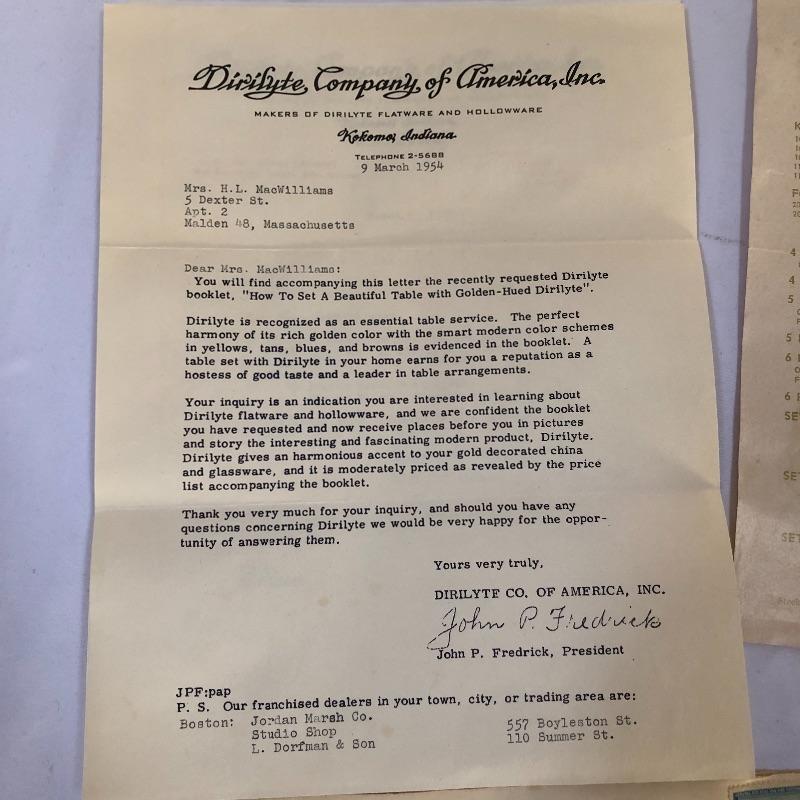 Dirilyte Company of America, Inc.
MAKERS OF DIRILYTE FLATWARE AND HOLLOWWARE
Kokomo, Indiana
TELEPHONE 2-5688
9 March 1954
Mrs. H.L. MacWilliams
5 Dexter St.
Apt. 2
Malden 48, Massachusetts
Dear Mrs. MacWilliams:
You will find accompanying this letter the recently requested Dirilyte
booklet, "How To Set A Beautiful Table with Golden-Hued Dirilyte".
Dirilyte is recognized as an essential table service. The perfect
harmony of its rich golden color with the smart modern color schemes
in yellows, tans, blues, and browns is evidenced in the booklet. A
table set with Dirilyte in your home earns for you a reputation as a
hostess of good taste and a leader in table arrangements.
Your inquiry is an indication you are interested in learning about
Dirilyte flatware and hollowware, and we are confident the booklet
you have requested and now receive places before you in pictures
and story the interesting and fascinating modern product, Dirilyte.
Dirilyte gives an harmonious accent to your gold decorated china
and glassware, and it is moderately priced as revealed by the price
list accompanying the booklet.
Thank you very much for your inquiry, and should you have any
questions concerning Dirilyte we would be very happy for the oppor-
tunity of answering them.
Yours very truly,
DIRILYTE CO. OF AMERICA, INC.
John P. Fredrick
John P. Fredrick, President
JPF:pap
P. S. Our franchised dealers in your town, city, or trading area are:
Boston: Jordan Marsh Co.
Studio Shop 557 Boyleston St.
L. Dorfman & Son 110 Summer St.